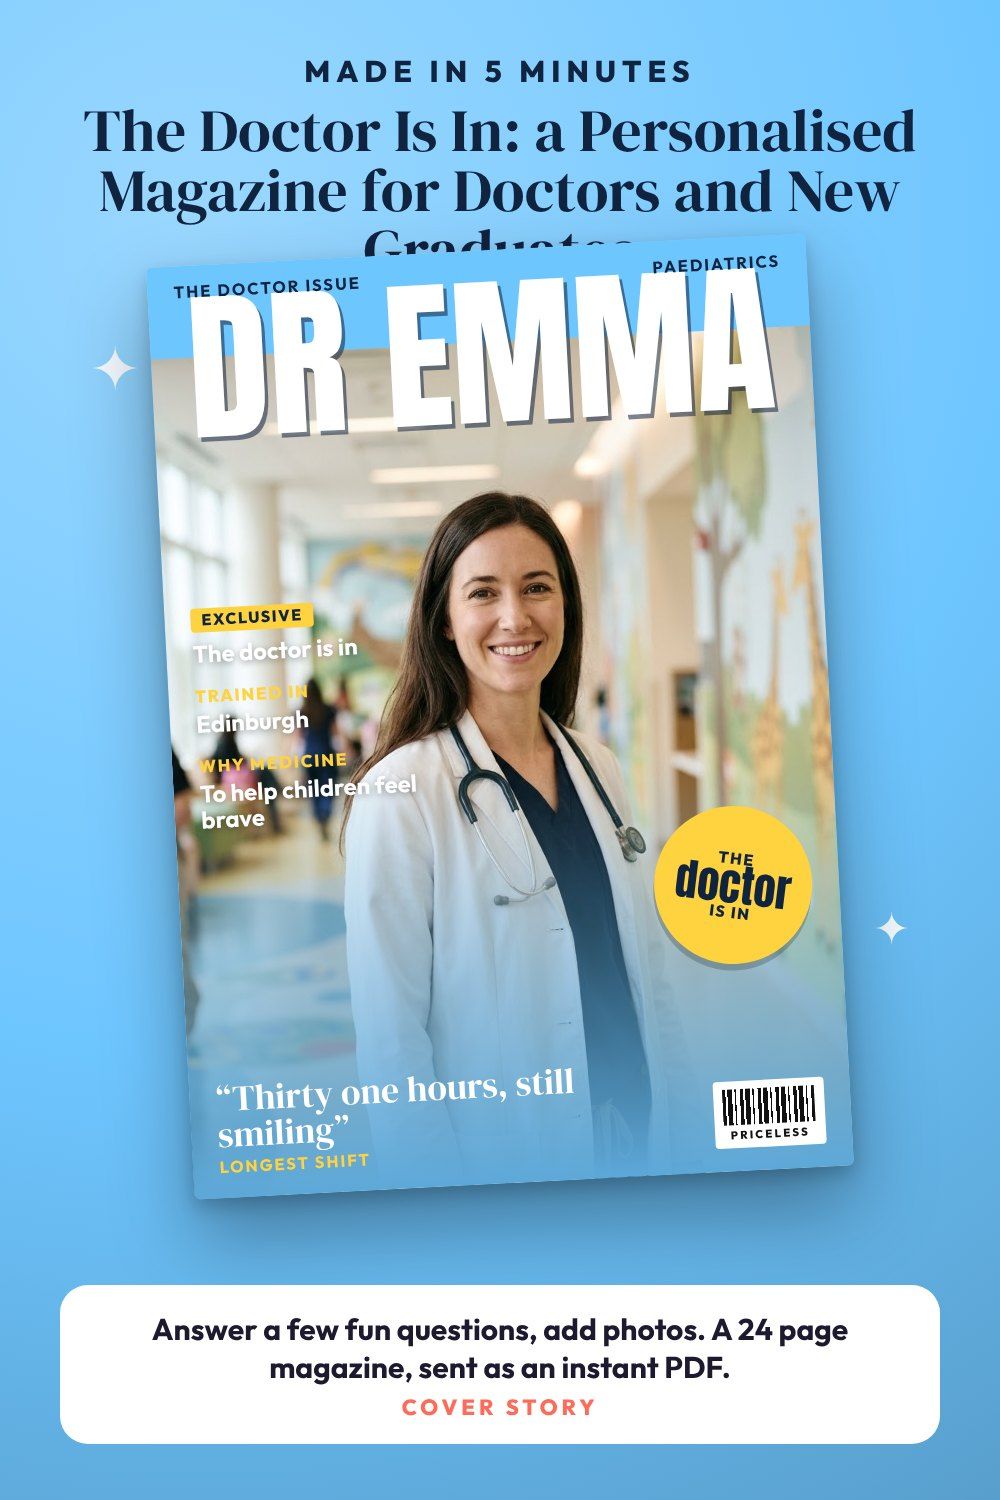 MADE IN 5 MINUTES
The Doctor Is In: a Personalised
Magazine for Doctors and New
Graduates
THE DOCTOR ISSUE
PAEDIATRICS
DR EMMA
EXCLUSIVE
The doctor is in
TRAINED IN
Edinburgh
WHY MEDICINE
To help children feel
brave
THE
doctor
IS IN
“Thirty one hours, still
smiling”
LONGEST SHIFT
PRICELESS
Answer a few fun questions, add photos. A 24 page
magazine, sent as an instant PDF.
COVER STORY